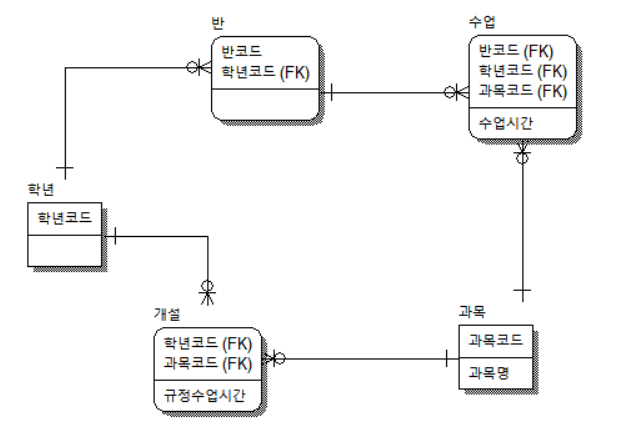 반
반코드
학년코드 (FK)
수업
반코드 (FK)
학년코드 (FK)
과목코드 (FK)
수업시간
학년
학년코드
개설
학년코드 (FK)
과목코드 (FK)
규정수업시간
과목
과목코드
과목명